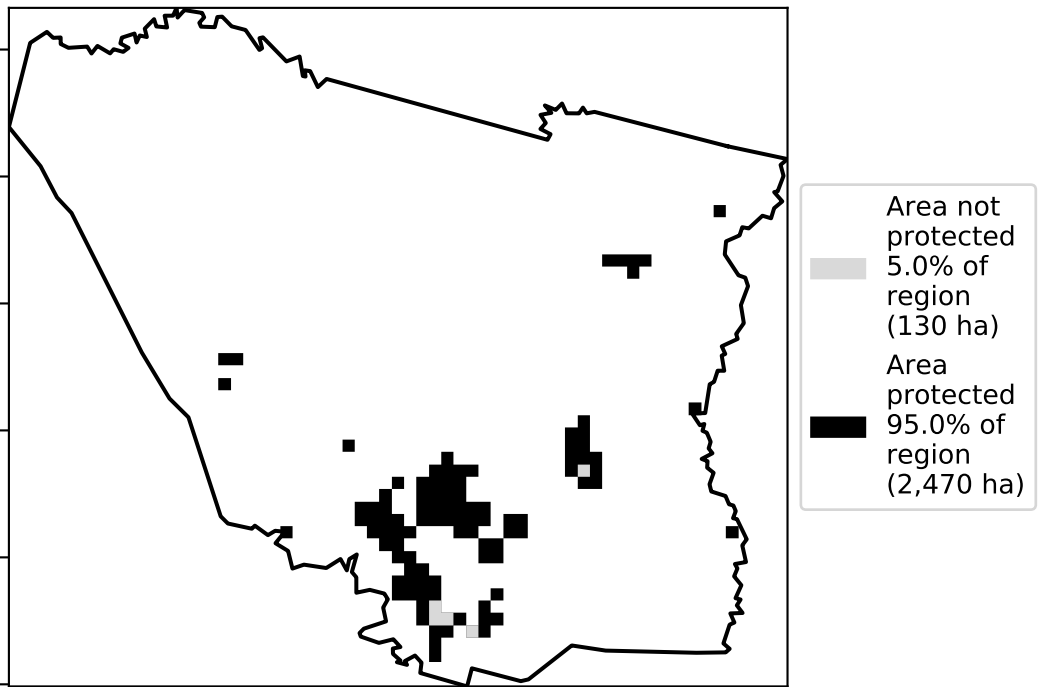 Area not
protected
5.0% of
region
(130 ha)
Area
protected
95.0% of
region
(2,470 ha)